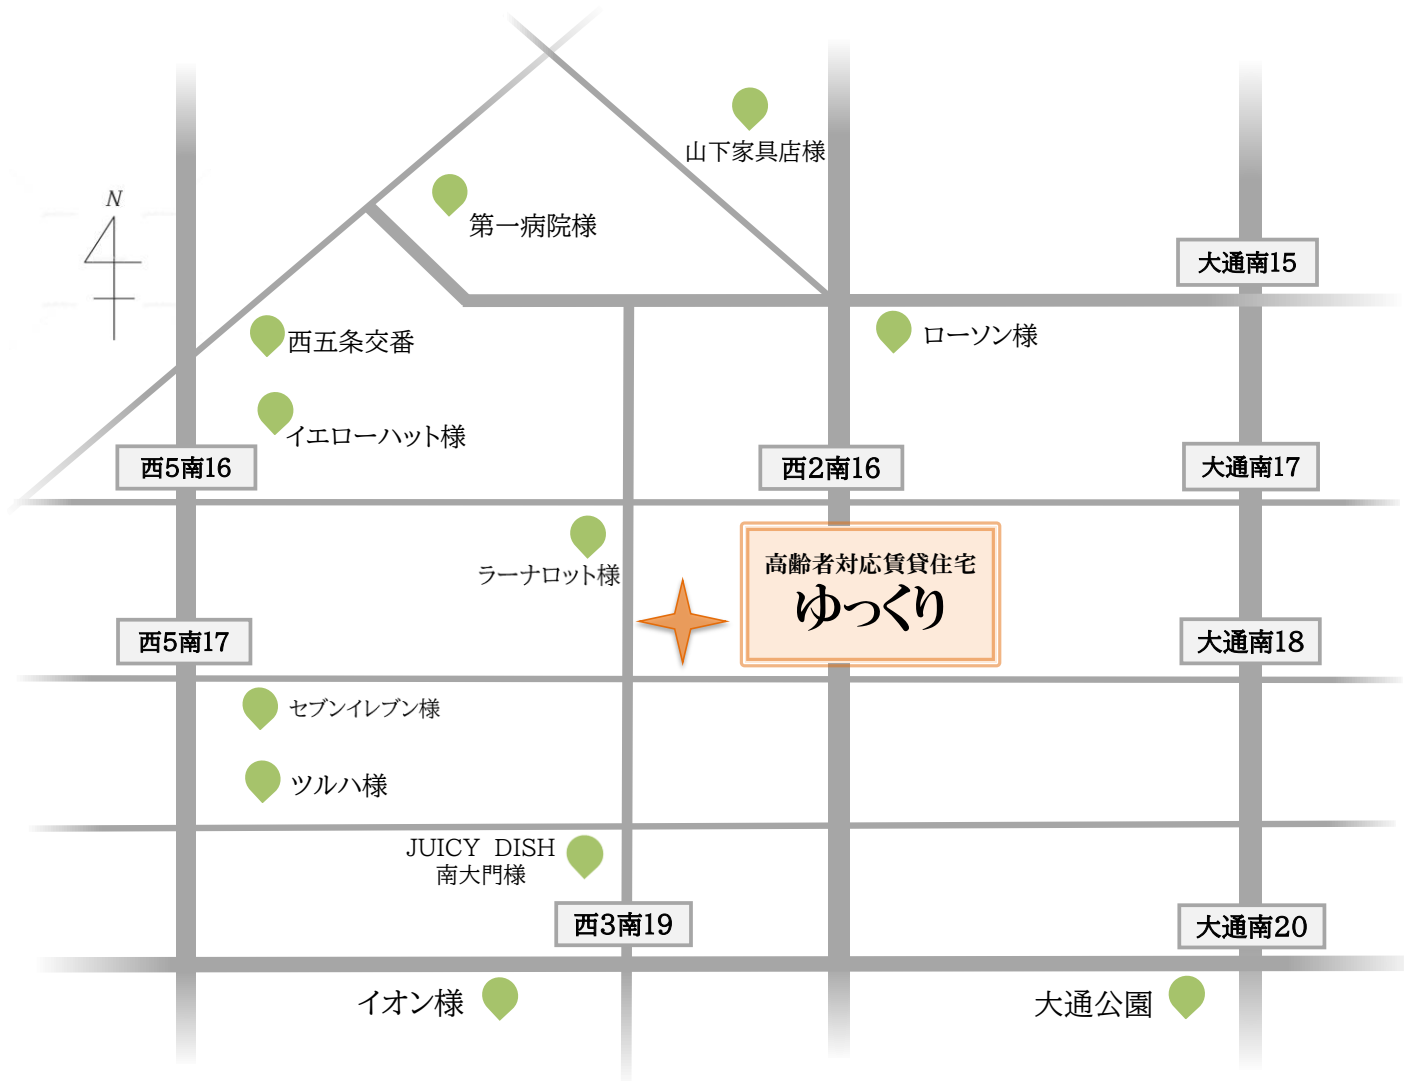 山下家具店様
N
第一病院様
大通南15
西五条交番
ローソン様
イエローハット様
西5南16
西2南16
大通南17
高齢者対応賃貸住宅
ゆっくり
ラーナロット様
西5南17
大通南18
セブンイレブン様
ツルハ様
JUICY DISH
南大門様
西3南19
大通南20
イオン様
大通公園